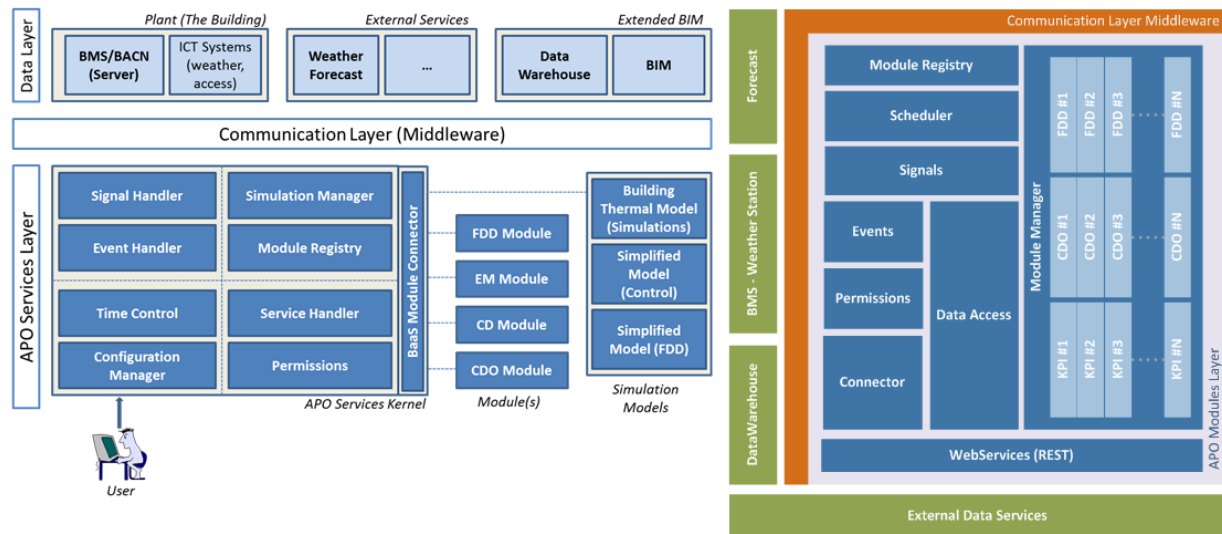 Plant (The Building)
External Services
Extended BIM
Data Layer
BMS/BACN
(Server)
ICT Systems
(weather,
access)
Weather
Forecast
...
Data
Warehouse
BIM
Communication Layer (Middleware)
APO Services Layer
Signal Handler
Simulation Manager
Event Handler
Module Registry
Time Control
Service Handler
Configuration
Manager
Permissions
BaaS Module Connector
APO Services Kernel
FDD Module
EM Module
CD Module
CDO Module
Module(s)
Building
Thermal Model
(Simulations)
Simplified
Model
(Control)
Simplified
Model (FDD)
Simulation
Models
User
Forecast
BMS - Weather Station
DataWarehouse
Communication Layer Middleware
Module Registry
Scheduler
Signals
Events
Permissions
Connector
Data Access
Module Manager
FDD #1
FDD #2
FDD #3
FDD #N
CDO #1
CDO #2
CDO #3
CDO #N
KPI #1
KPI #2
KPI #3
KPI #N
WebServices (REST)
APO Modules Layer
External Data Services